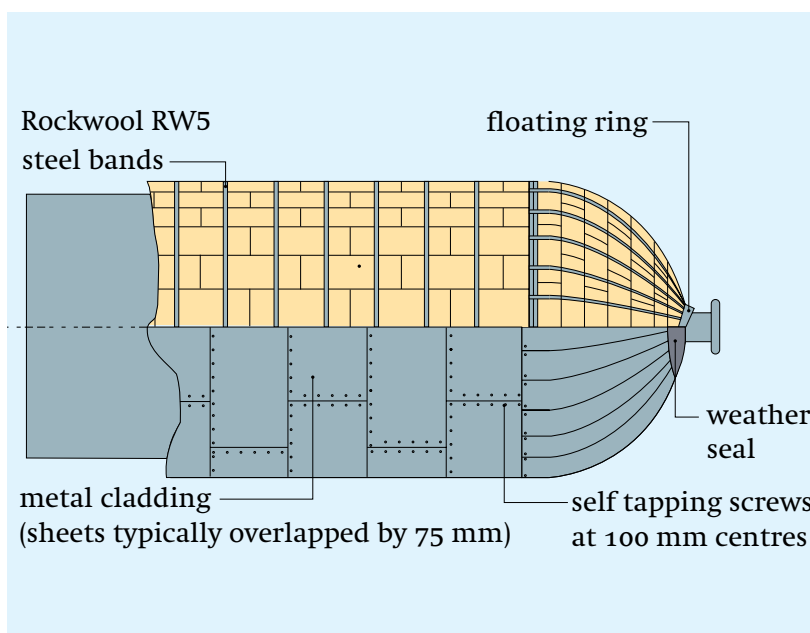 Rockwool RW5
steel bands
floating ring
weather
seal
metal cladding
(sheets typically overlapped by 75 mm)
self tapping screws
at 100 mm centres